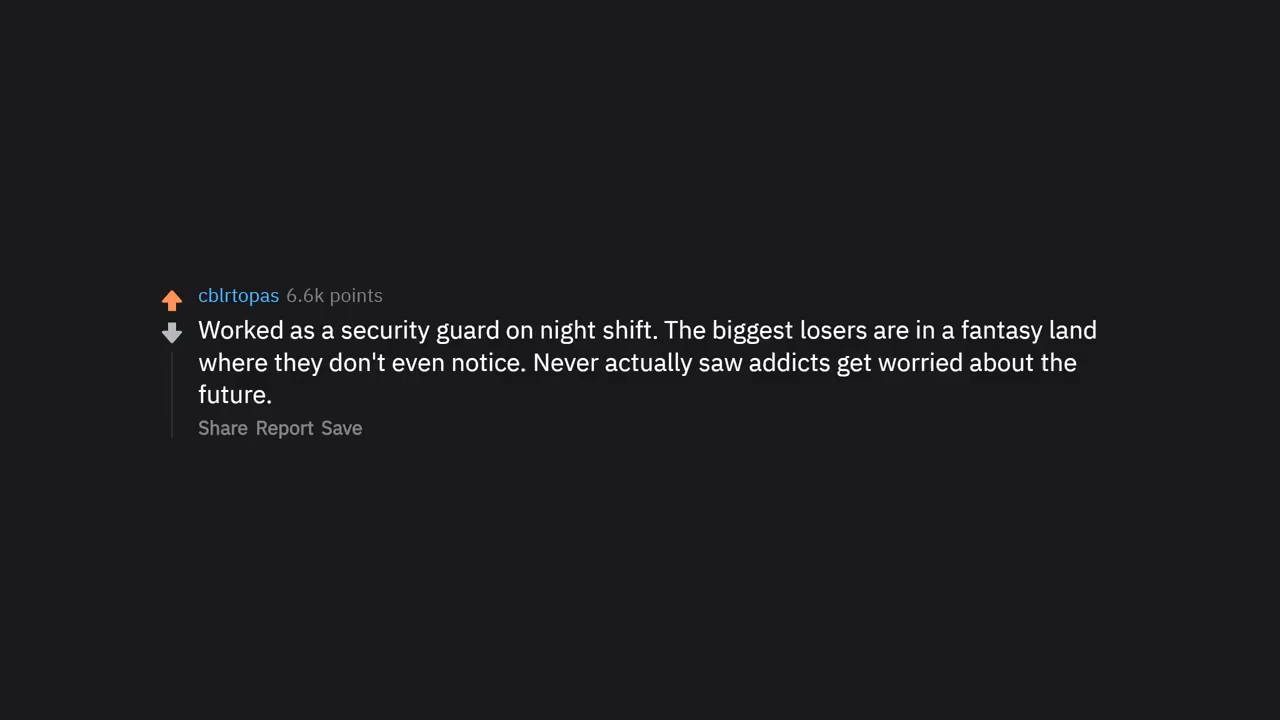 cblrtopas 6.6k points
Worked as a security guard on night shift. The biggest losers are in a fantasy land
where they don't even notice. Never actually saw addicts get worried about the
future.
Share Report Save